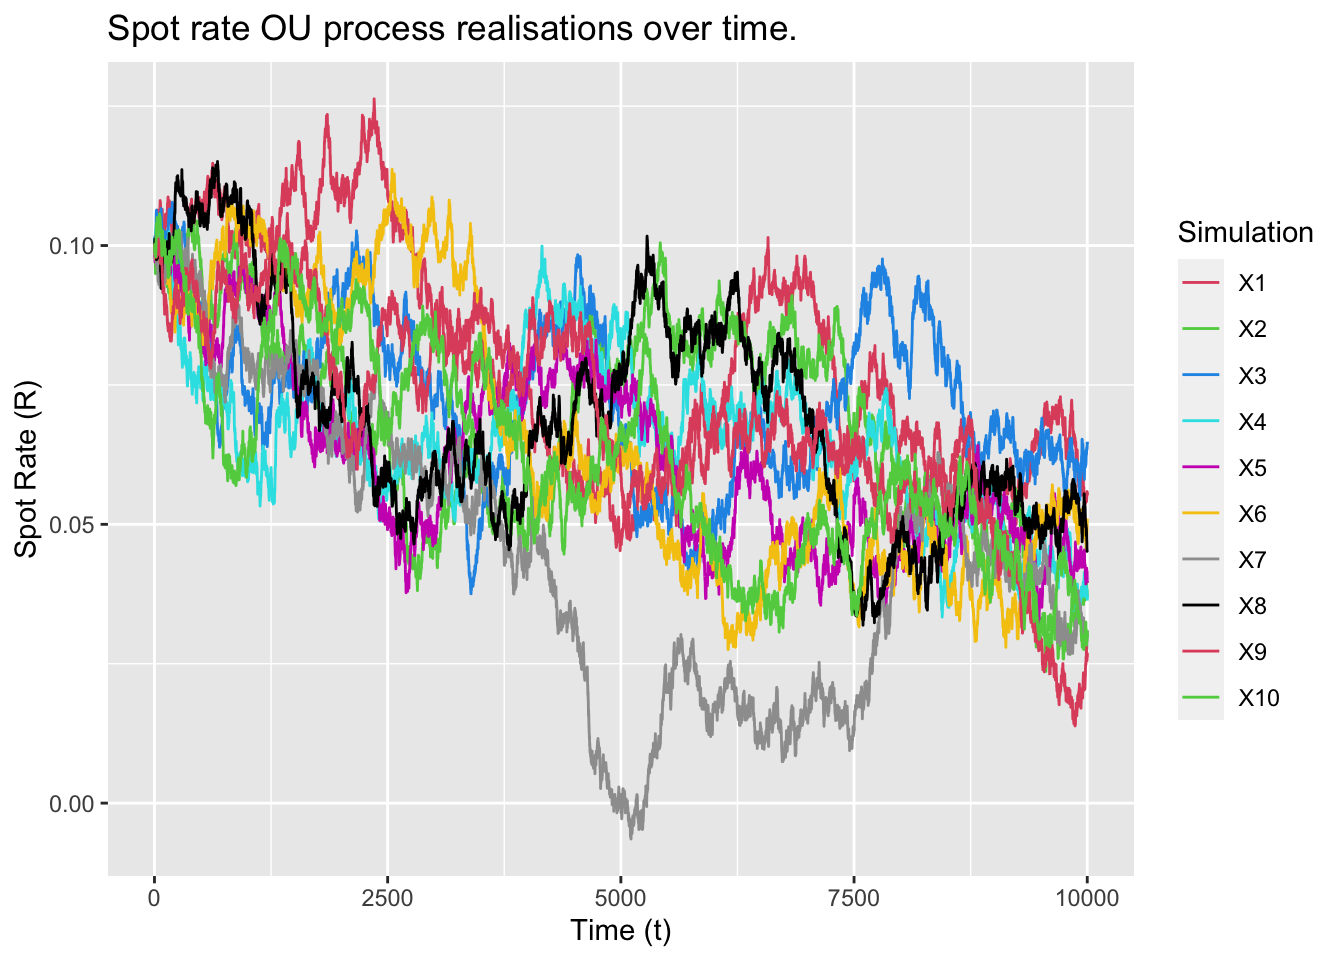 Spot rate OU process realisations over time.
Spot Rate (R)
0.10
0.05
0.00
0
2500
5000
7500
10000
Time (t)
Simulation
X1
X2
X3
X4
X5
X6
X7
X8
X9
X10